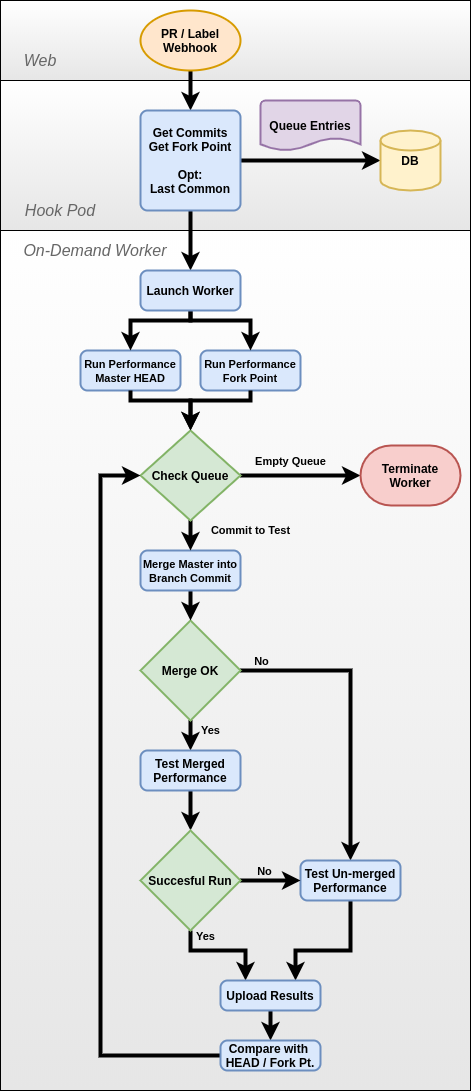 PR / Label
Webhook
Web
Get Commits
Get Fork Point
Opt:
Last Common
Queue Entries
DB
Hook Pod
On-Demand Worker
Launch Worker
Run Performance
Master HEAD
Run Performance
Fork Point
Check Queue
Empty Queue
Terminate
Worker
Commit to Test
Merge Master into
Branch Commit
Merge OK
No
Yes
Test Merged
Performance
Succesful Run
No
Test Un-merged
Performance
Yes
Upload Results
Compare with
HEAD / Fork Pt.